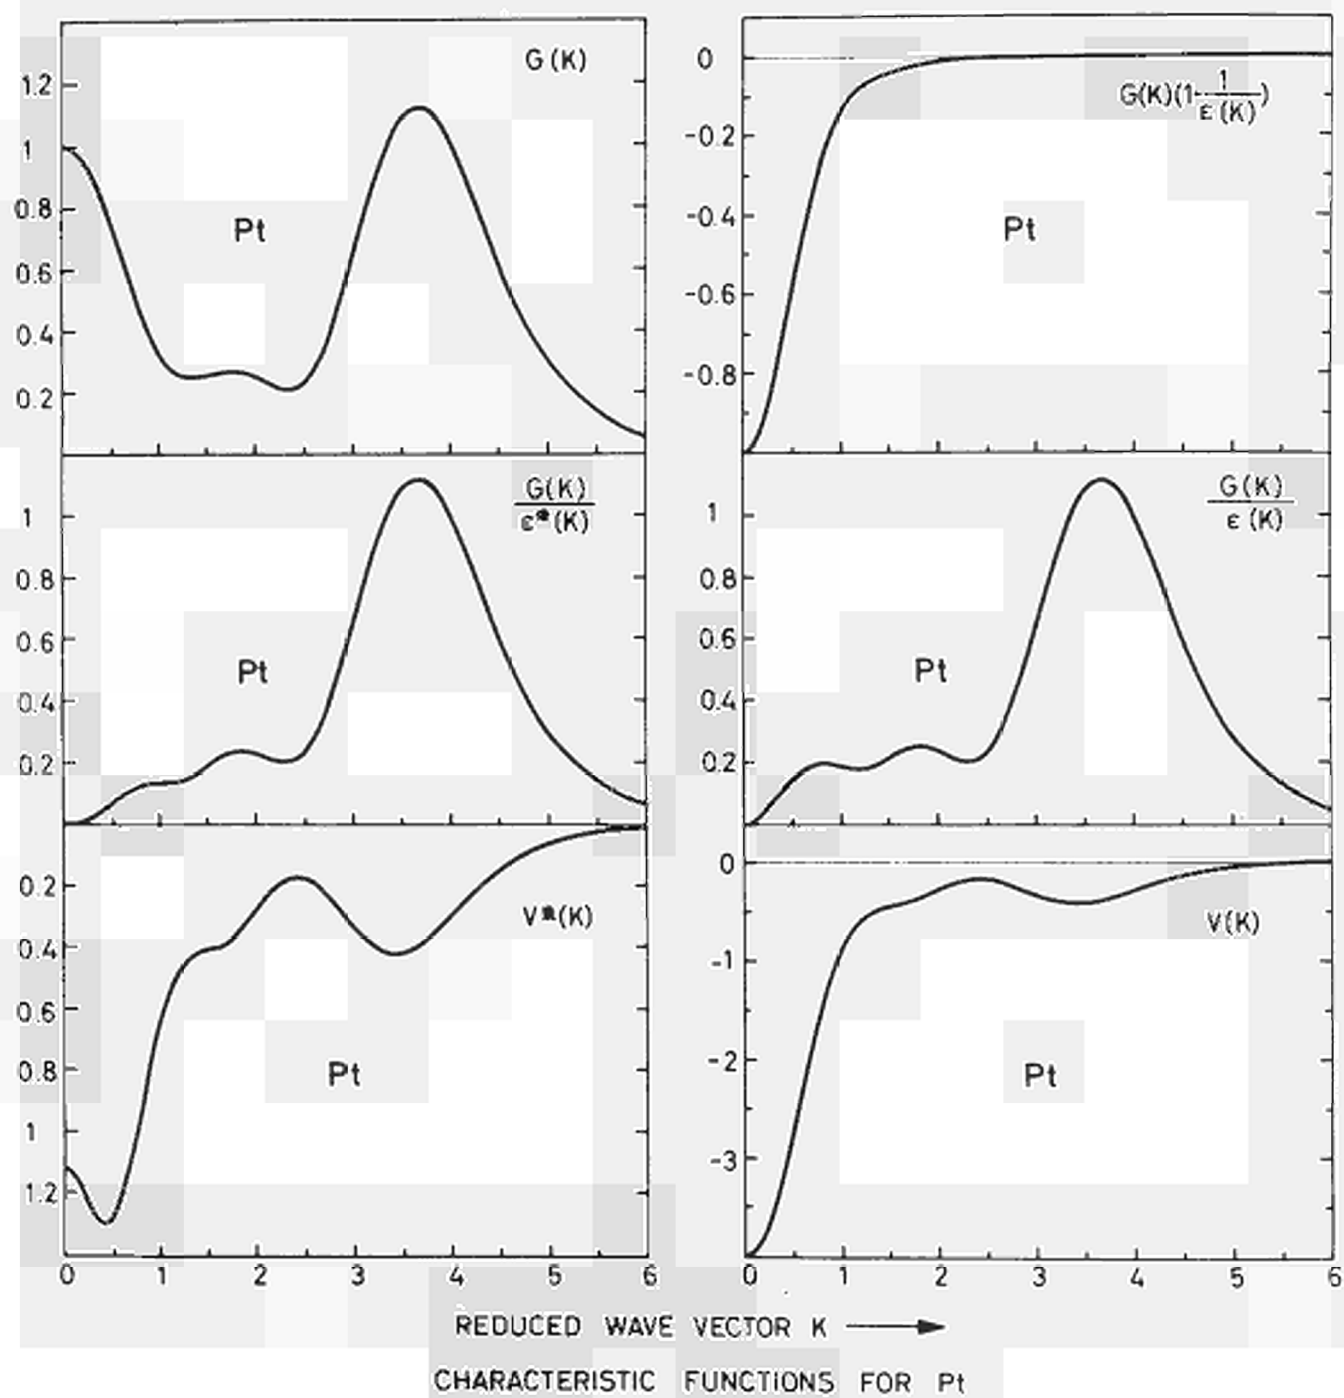 G(K)
1.2
1
0.8
0.6
0.4
0.2
Pt
0
-0.2
-0.4
-0.6
-0.8
G(K)(1-1/ε(K))
Pt
G(K)
ε*(K)
1
0.8
0.6
0.4
0.2
Pt
G(K)
ε(K)
1
0.8
0.6
0.4
0.2
Pt
0.2
0.4
0.6
0.8
1
1.2
V*(K)
Pt
0 1 2 3 4 5 6
0
-1
-2
-3
V(K)
Pt
0 1 2 3 4 5 6
REDUCED WAVE VECTOR K
CHARACTERISTIC FUNCTIONS FOR Pt